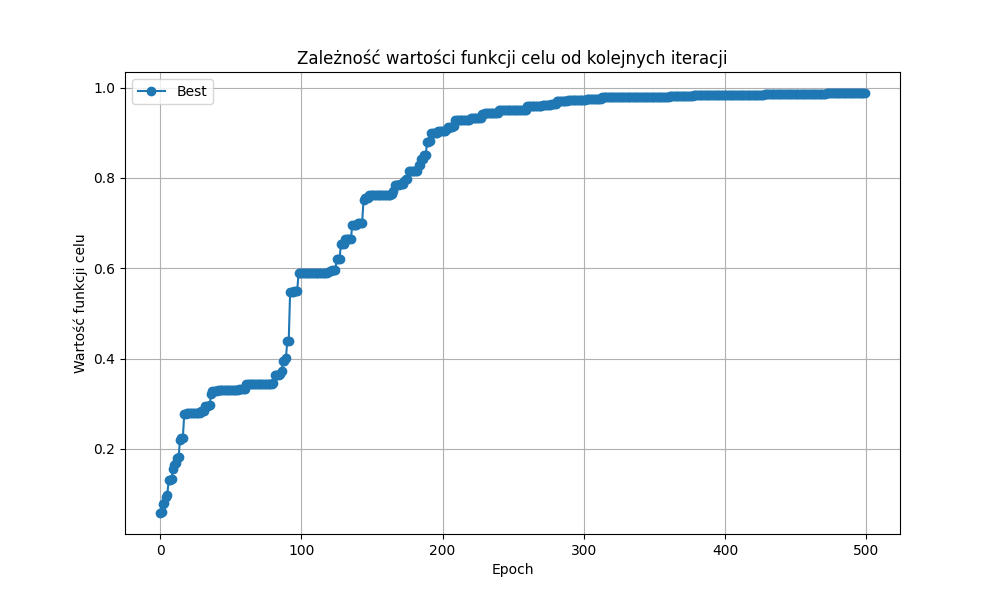 Zależność wartości funkcji celu od kolejnych iteracji
Best
Wartość funkcji celu
1.0
0.8
0.6
0.4
0.2
0 100 200 300 400 500
Epoch